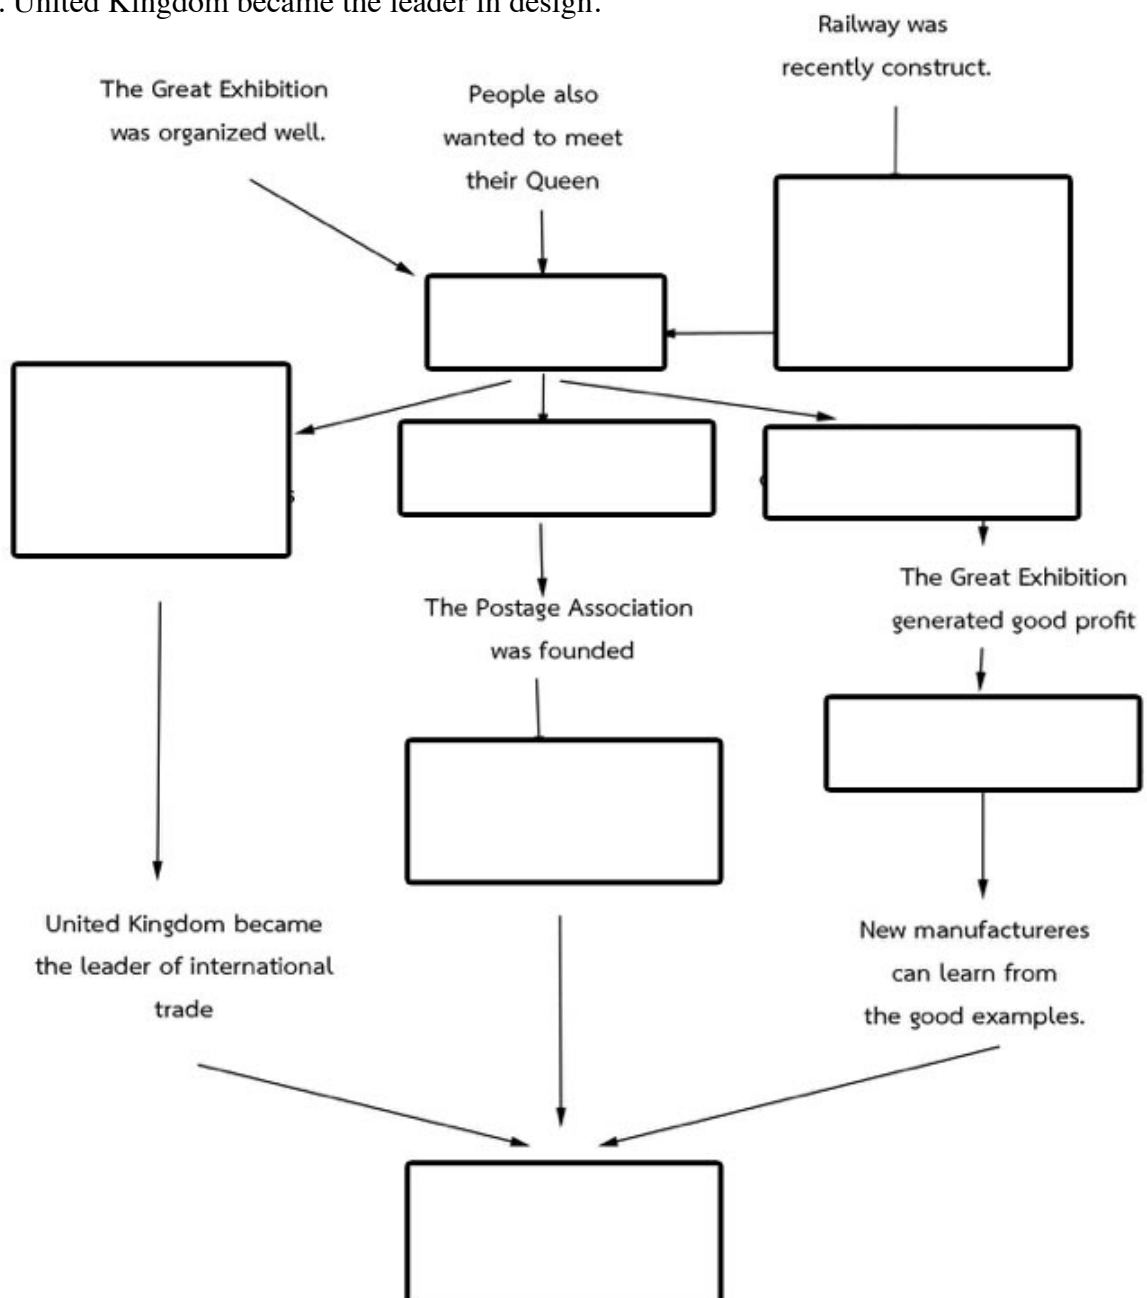 . United Kingdom became the leader in design.
Railway was
recently construct.
The Great Exhibition
was organized well.
People also
wanted to meet
their Queen
The Great Exhibition
generated good profit
The Postage Association
was founded
United Kingdom became
the leader of international
trade
New manufactureres
can learn from
the good examples.